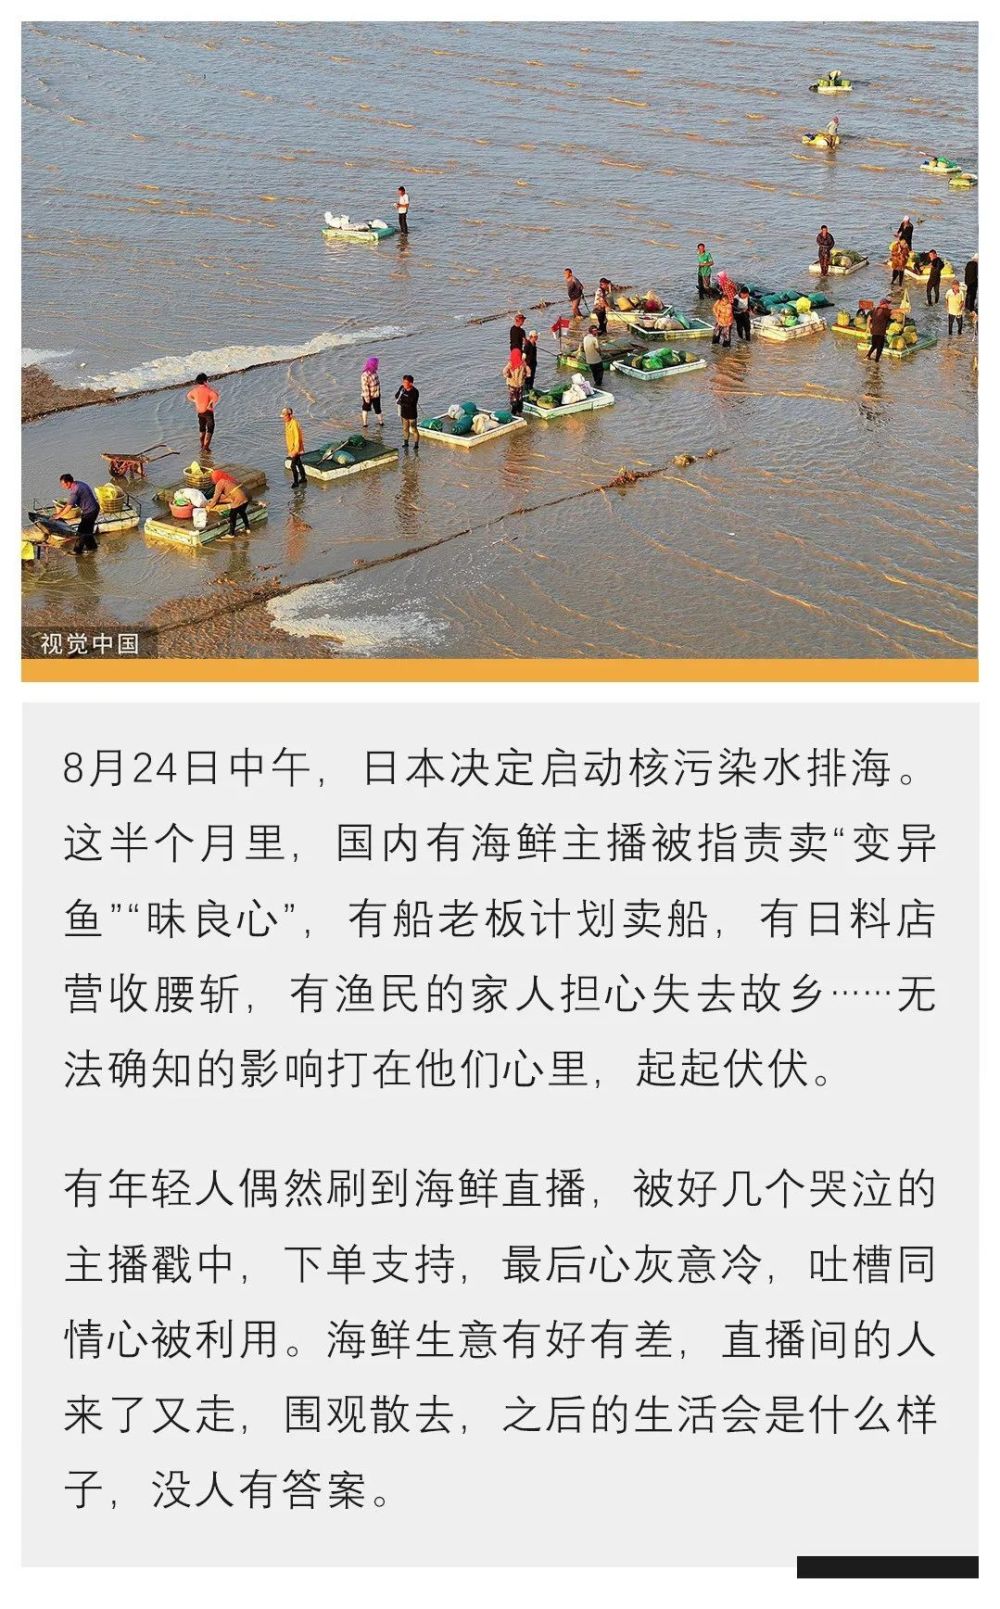 视觉中国
8月24日中午，日本决定启动核污染水排海。
这半个月里，国内有海鲜主播被指责卖“变异
鱼”“昧良心”，有船老板计划卖船，有日料店
营收腰斩，有渔民的家人担心失去故乡……无
法确知的影响打在他们心里，起起伏伏。
有年轻人偶然刷到海鲜直播，被好几个哭泣的
主播戳中，下单支持，最后心灰意冷，吐槽同
情心被利用。海鲜生意有好有差，直播间的人
来了又走，围观散去，之后的生活会是什么样
子，没人有答案。